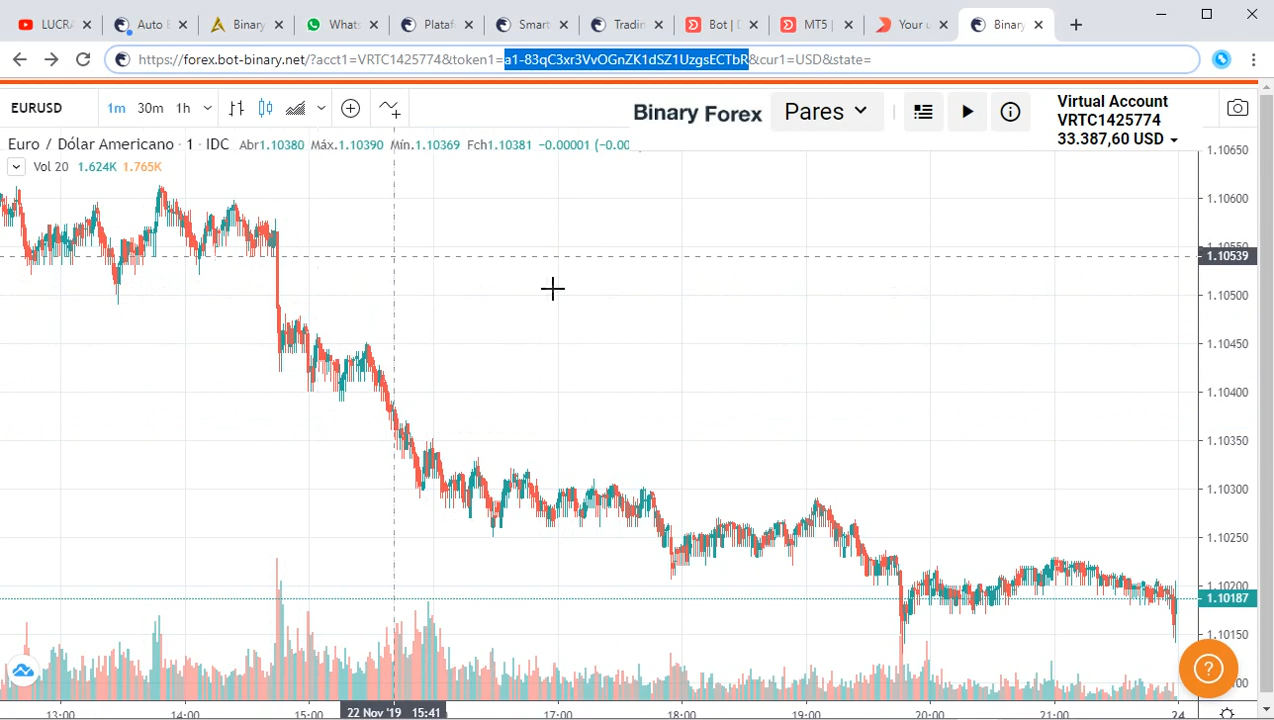 LUCRA
Auto E
Binary
Whats
Plataf
Smart
Tradin
Bot | D
MT5 |
Your u
Binary
https://forex.bot-binary.net/?acct1=VRTC1425774&token1=a1-83qC3xr3VvOGnZK1dSZ1UzgsECTbR&cur1=USD&state=
EURUSD
1m 30m 1h
Binary Forex
Pares
Virtual Account
VRTC1425774
33.387,60 USD
Euro / Dólar Americano · 1 · IDC Abr1.10380 Máx.1.10390 Mín.1.10369 Fch1.10381 −0.00001 (−0.00
Vol 20 1.624K 1.765K
1.10650
1.10600
1.10550
1.10539
1.10500
1.10450
1.10400
1.10350
1.10300
1.10250
1.10200
1.10187
1.10150
13:00 14:00 15:00 22 Nov '19 15:41 17:00 18:00 19:00 20:00 21:00 24